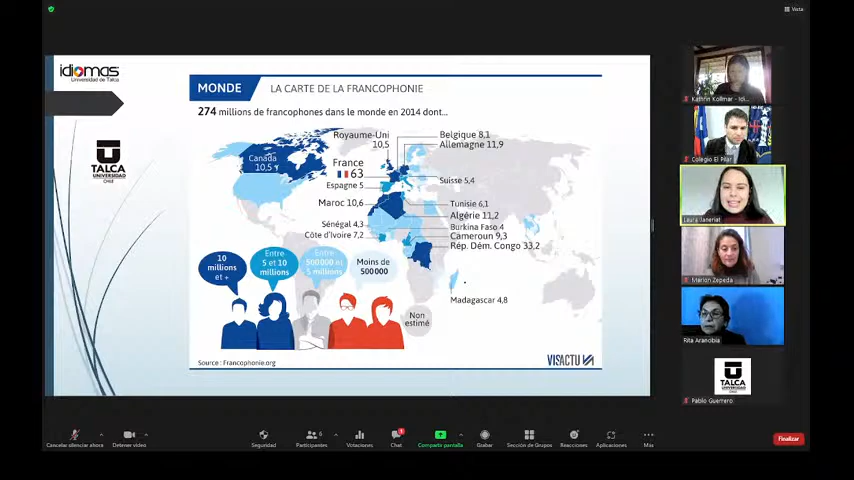 Vista
idiomas
Universidad de Talca
TALCA
UNIVERSIDAD
CHILE
MONDE
LA CARTE DE LA FRANCOPHONIE
274 millions de francophones dans le monde en 2014 dont...
Royaume-Uni
10,5
Belgique 8,1
Allemagne 11,9
Canada
10,5
France
63
Suisse 5,4
Espagne 5
Maroc 10,6
Tunisie 6,1
Algérie 11,2
Sénégal 4,3
Burkina Faso 4
Côte d'Ivoire 7,2
Cameroun 9,3
Rép. Dém. Congo 33,2
Madagascar 4,8
10
millions
et +
Entre
5 et 10
millions
Entre
500 000 et
5 millions
Moins de
500 000
Non
estimé
Source : Francophonie.org
VISACTU
Kathrin Kollmar - Idi...
Colegio El Pilar
Laura Janeriat
Marion Zepeda
Rita Aranoibia
TALCA
UNIVERSIDAD
CHILE
Pablo Guerrero
Cancelar silenciar ahora
Detener video
Seguridad
Participantes
6
Votaciones
Chat
Compartir pantalla
Grabar
Sección de Grupos
Reacciones
Aplicaciones
Más
Finalizar